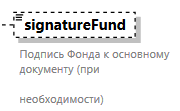 signatureFund
Подпись Фонда к основному
документу (при
необходимости)